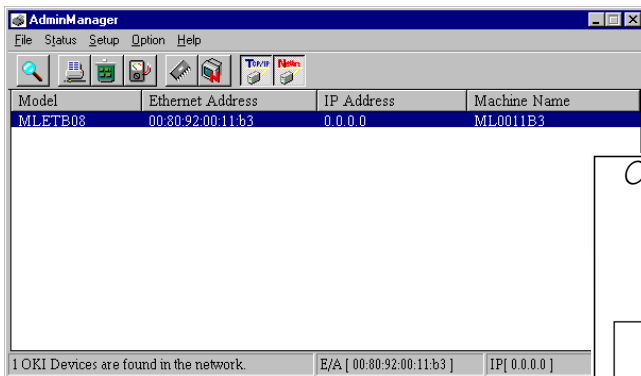 AdminManager
File Status Setup Option Help
TCP/IP NetWare
Model Ethernet Address IP Address Machine Name
MLETB08 00:80:92:00:11:b3 0.0.0.0 ML0011B3
1 OKI Devices are found in the network. E/A [ 00:80:92:00:11:b3 ] IP[ 0.0.0.0 ]